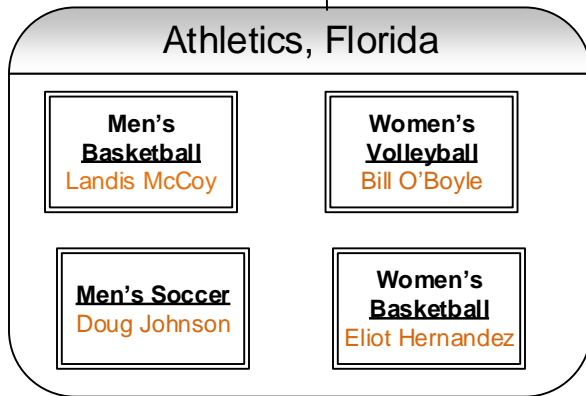 Athletics, Florida
Men's
Basketball
Landis McCoy
Women's
Volleyball
Bill O'Boyle
Men's Soccer
Doug Johnson
Women's
Basketball
Eliot Hernandez